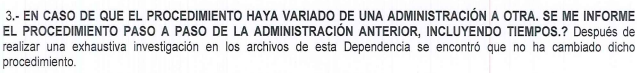 3.- EN CASO DE QUE EL PROCEDIMIENTO HAYA VARIADO DE UNA ADMINISTRACIÓN A OTRA. SE ME INFORME
EL PROCEDIMIENTO PASO A PASO DE LA ADMINISTRACIÓN ANTERIOR, INCLUYENDO TIEMPOS.? Después de
realizar una exhaustiva investigación en los archivos de esta Dependencia se encontró que no ha cambiado dicho
procedimiento.